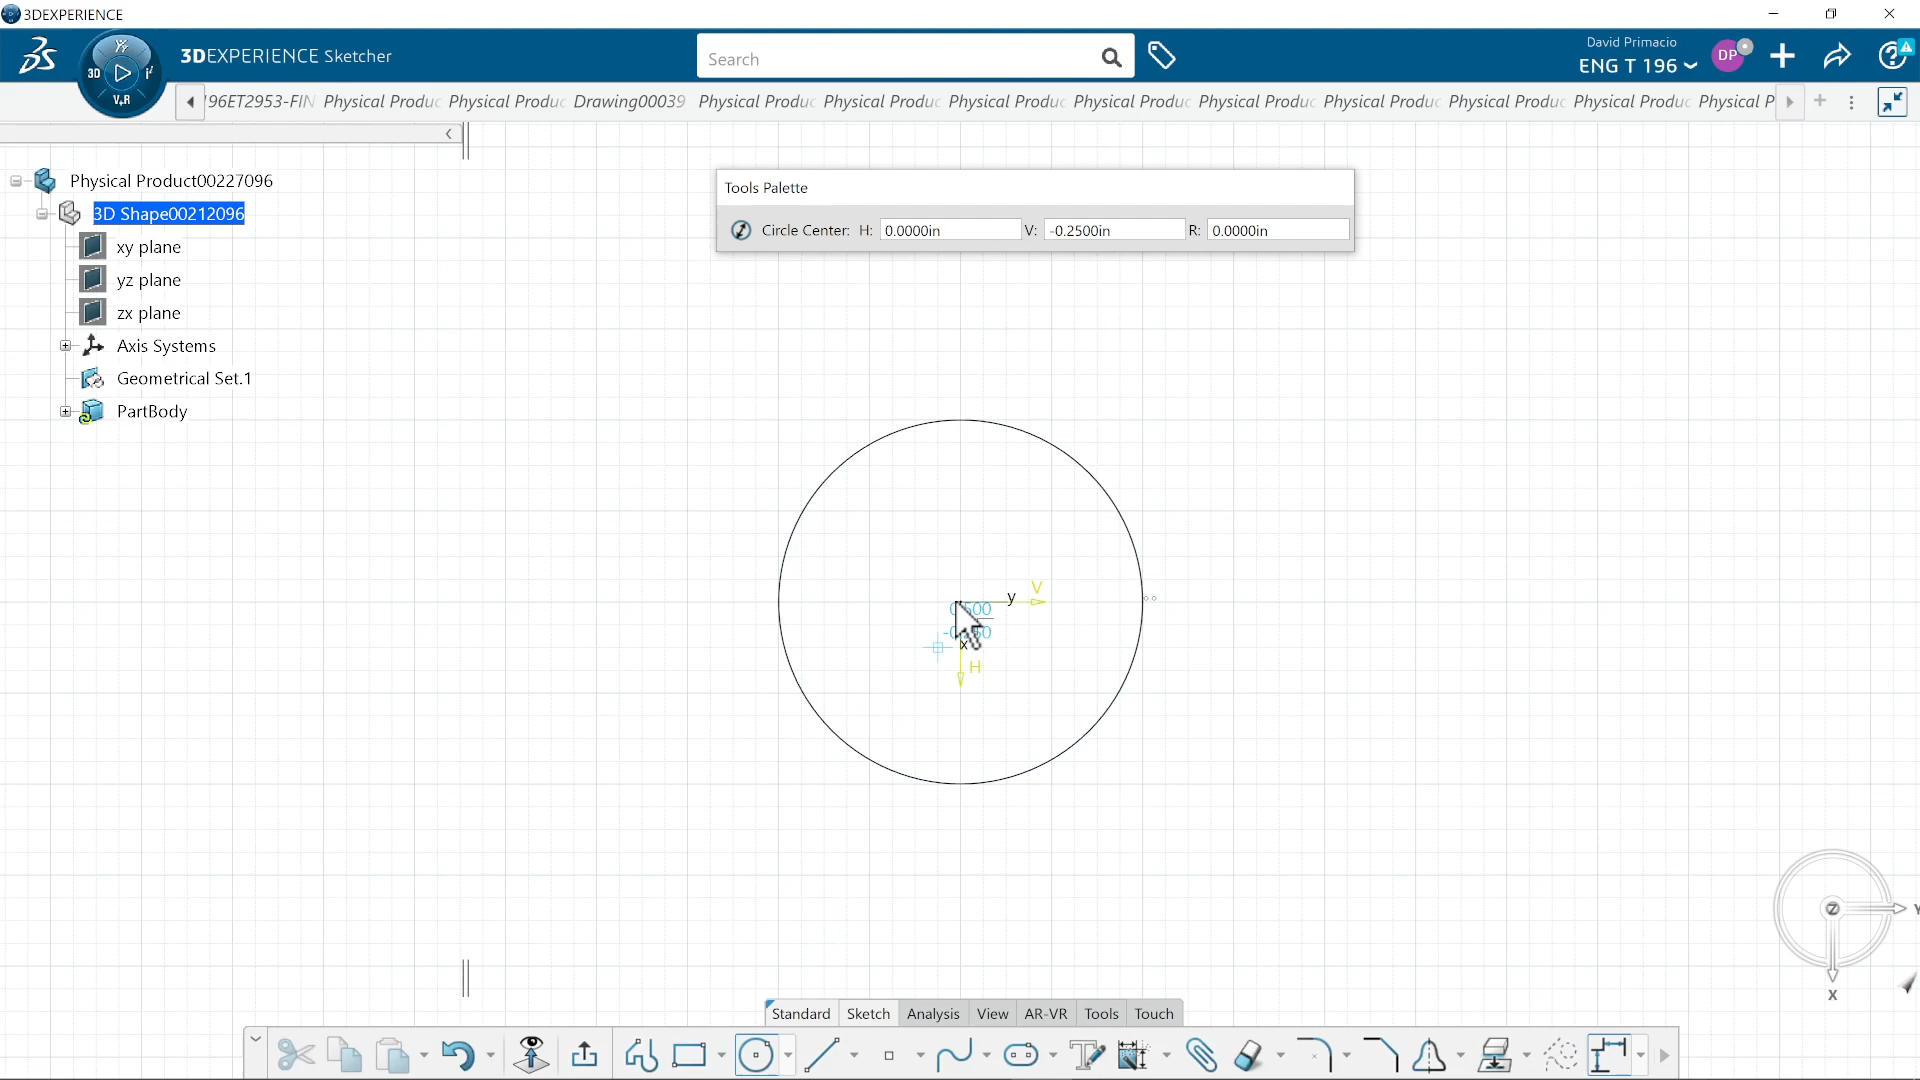 3DEXPERIENCE
3DEXPERIENCE Sketcher
3D
V.R
Search
David Primacio
ENG T 196
DP
196ET2953-FIN
Physical Produc
Physical Produc
Drawing00039
Physical Produc
Physical Produc
Physical Produc
Physical Produc
Physical Produc
Physical Produc
Physical Produc
Physical Produc
Physical P
Physical Product00227096
3D Shape00212096
xy plane
yz plane
zx plane
Axis Systems
Geometrical Set.1
PartBody
Tools Palette
Circle Center: H: 0.0000in V: -0.2500in R: 0.0000in
V
y
x
H
Z
Y
X
Standard Sketch Analysis View AR-VR Tools Touch